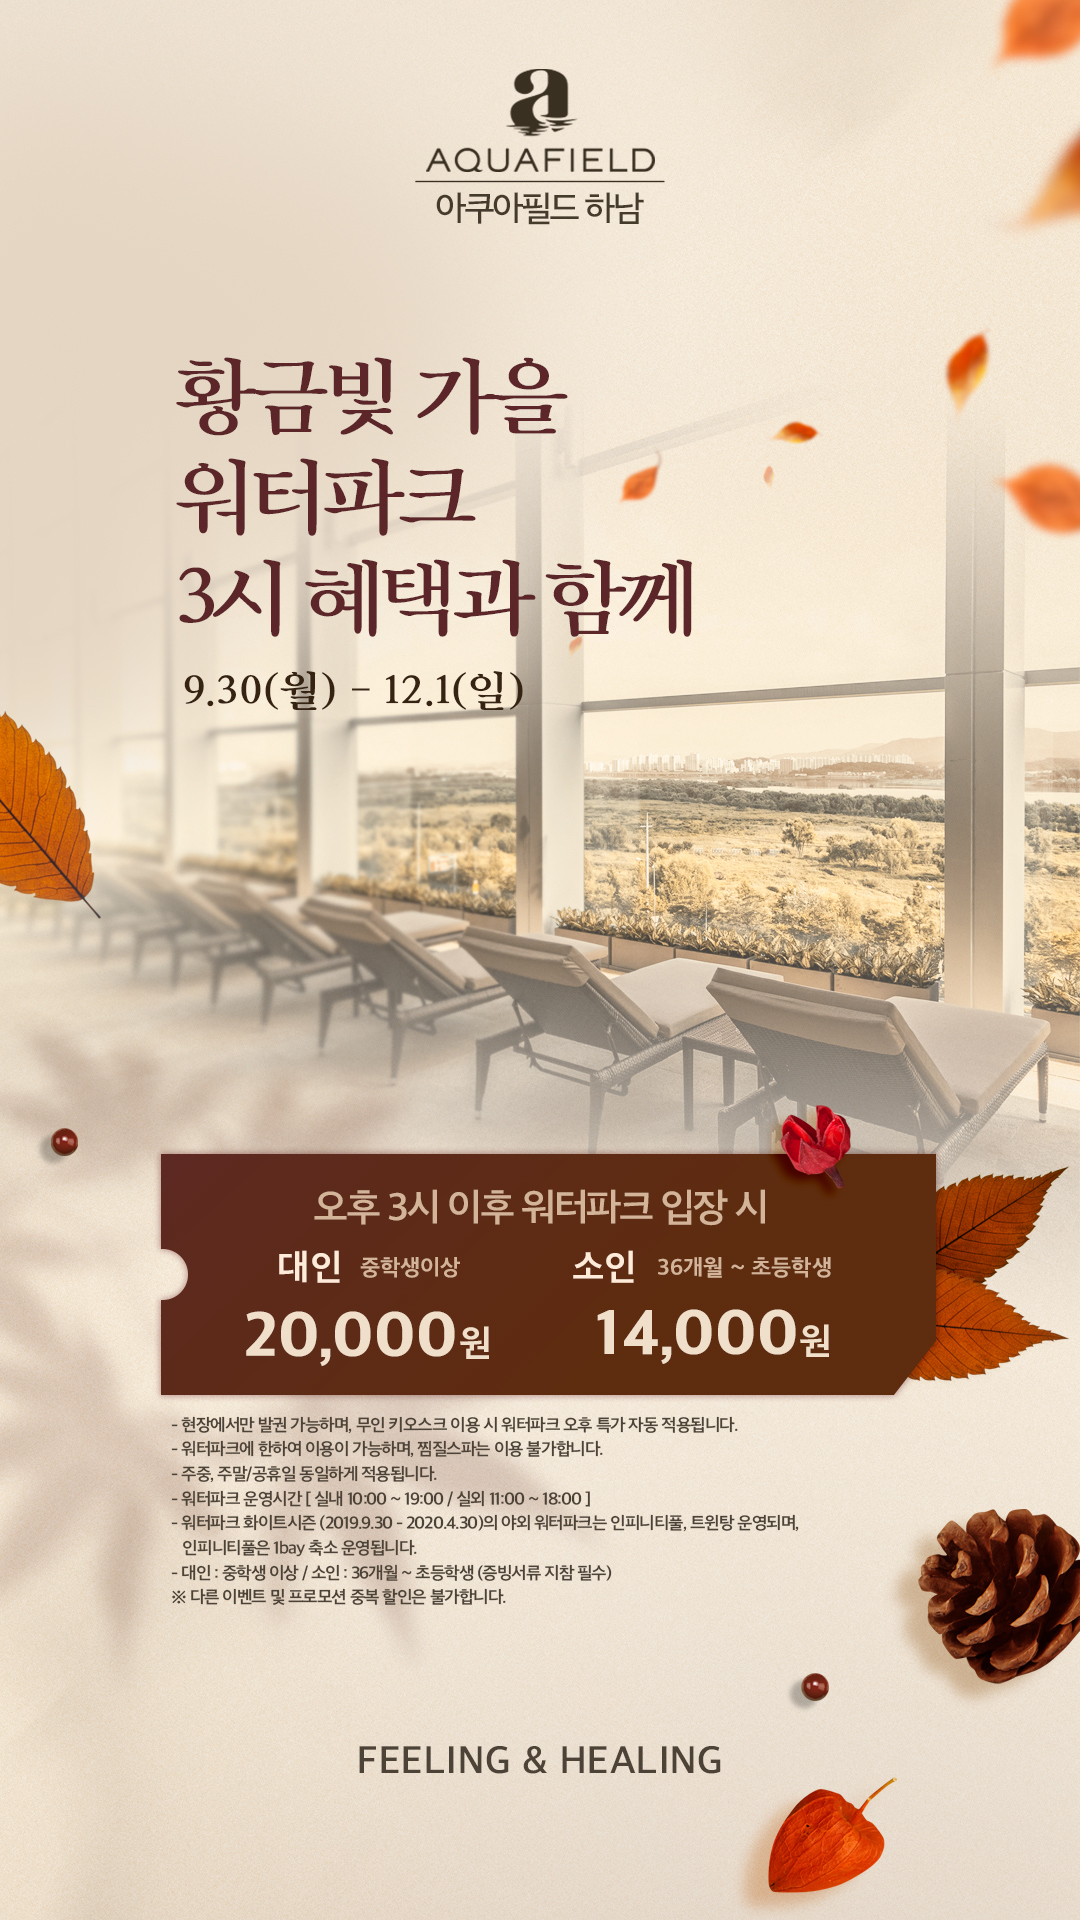 a
AQUAFIELD
아쿠아필드 하남
황금빛 가을
워터파크
3시 혜택과 함께
9.30(월) - 12.1(일)
오후 3시 이후 워터파크 입장 시
대인 중학생이상 소인 36개월 ~ 초등학생
20,000원 14,000원
- 현장에서만 발권 가능하며, 무인 키오스크 이용 시 워터파크 오후 특가 자동 적용됩니다.
- 워터파크에 한하여 이용이 가능하며, 찜질스파는 이용 불가합니다.
- 주중, 주말/공휴일 동일하게 적용됩니다.
- 워터파크 운영시간 [ 실내 10:00 ~ 19:00 / 실외 11:00 ~ 18:00 ]
- 워터파크 화이트시즌 (2019.9.30 - 2020.4.30)의 야외 워터파크는 인피니티풀, 트윈탕 운영되며,
인피니티풀은 1bay 축소 운영됩니다.
- 대인 : 중학생 이상 / 소인 : 36개월 ~ 초등학생 (증빙서류 지참 필수)
※ 다른 이벤트 및 프로모션 중복 할인은 불가합니다.
FEELING & HEALING